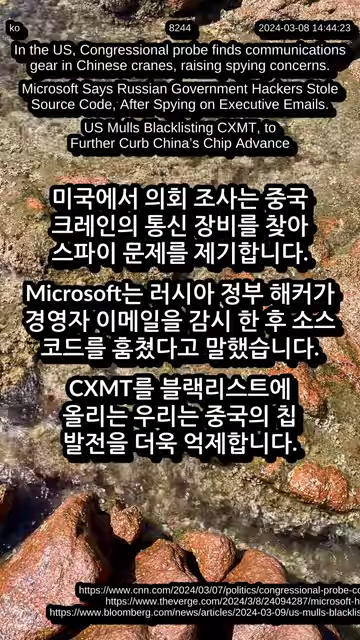 ko 8244 2024-03-08 14:44:23
In the US, Congressional probe finds communications
gear in Chinese cranes, raising spying concerns.
Microsoft Says Russian Government Hackers Stole
Source Code, After Spying on Executive Emails.
US Mulls Blacklisting CXMT, to
Further Curb China's Chip Advance
미국에서 의회 조사는 중국
크레인의 통신 장비를 찾아
스파이 문제를 제기합니다.
Microsoft는 러시아 정부 해커가
경영자 이메일을 감시 한 후 소스
코드를 훔쳤다고 말했습니다.
CXMT를 블랙리스트에
올리는 우리는 중국의 칩
발전을 더욱 억제합니다.
https://www.cnn.com/2024/03/07/politics/congressional-probe-co
https://www.theverge.com/2024/3/8/24094287/microsoft-h
https://www.bloomberg.com/news/articles/2024-03-09/us-mulls-blacklis